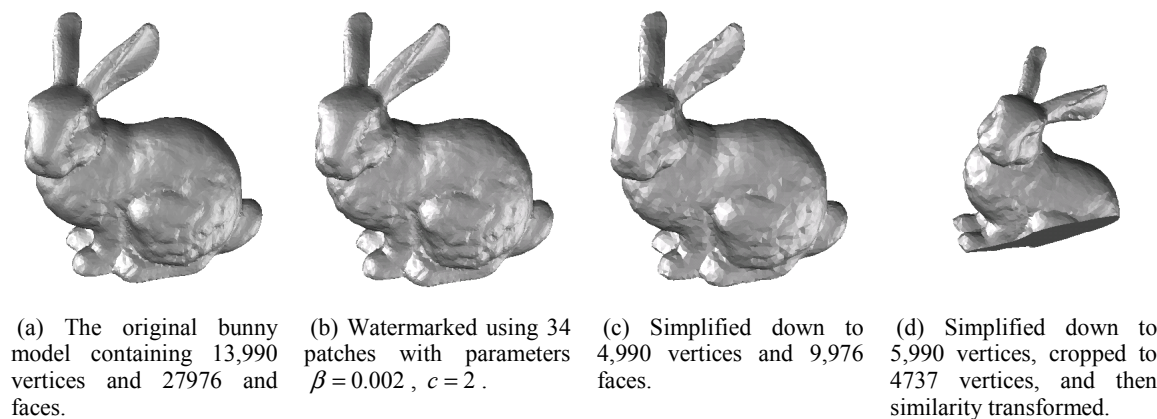 (a) The original bunny
model containing 13,990
vertices and 27976 and
faces.
(b) Watermarked using 34
patches with parameters
β = 0.002 , c = 2 .
(c) Simplified down to
4,990 vertices and 9,976
faces.
(d) Simplified down to
5,990 vertices, cropped to
4737 vertices, and then
similarity transformed.